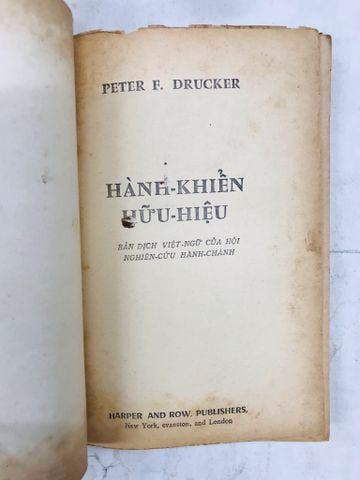 PETER F. DRUCKER
HÀNH-KHIỂN
HỮU-HIỆU
BẢN DỊCH VIỆT-NGỮ CỦA HỘI
NGHIÊN-CỨU HÀNH-CHÁNH
HARPER AND ROW, PUBLISHERS,
New York, evanston, and London